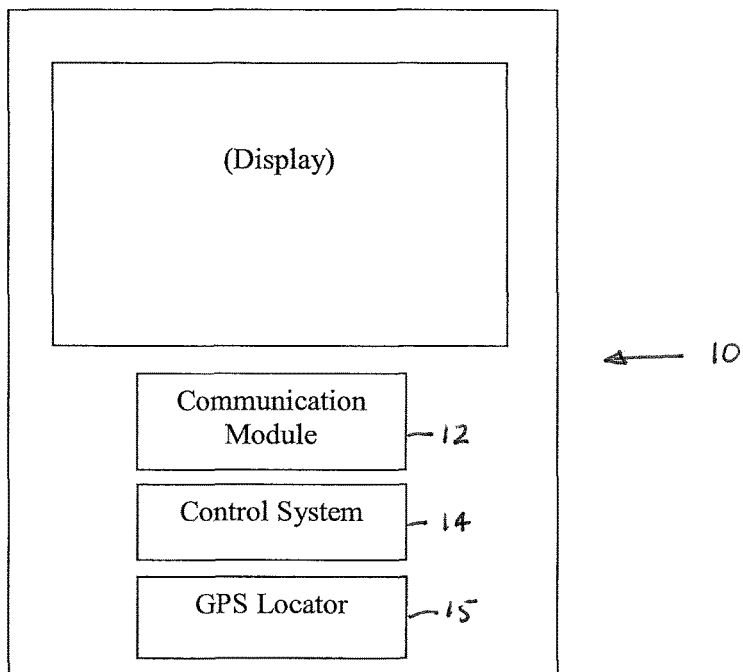 (Display)
10
Communication
Module
12
Control System
14
GPS Locator
15